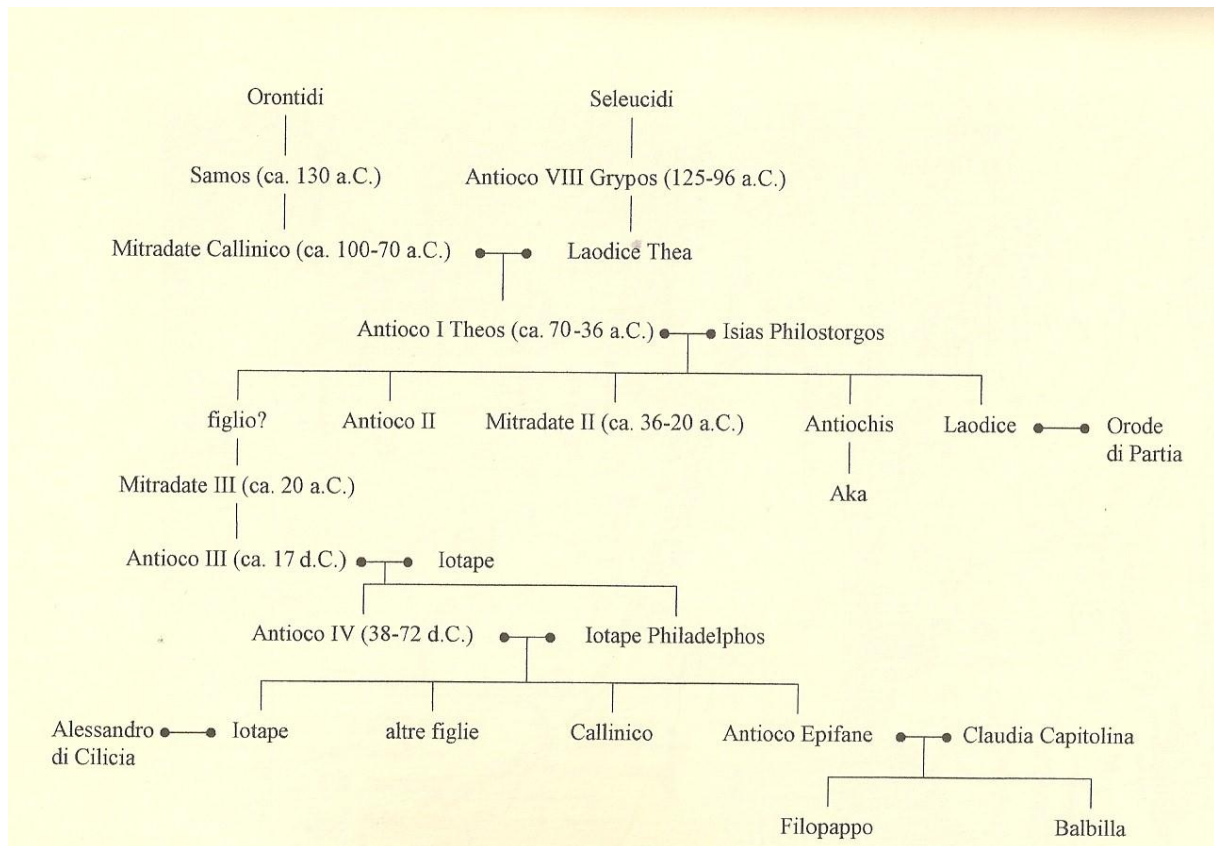 Orontidi
Seleucidi
Samos (ca. 130 a.C.)
Antioco VIII Grypos (125-96 a.C.)
Mitradate Callinico (ca. 100-70 a.C.)
Laodice Thea
Antioco I Theos (ca. 70-36 a.C.)
Isias Philostorgos
figlio?
Antioco II
Mitradate II (ca. 36-20 a.C.)
Antiochis
Laodice
Orode
di Partia
Mitradate III (ca. 20 a.C.)
Aka
Antioco III (ca. 17 d.C.)
Iotape
Antioco IV (38-72 d.C.)
Iotape Philadelphos
Alessandro
di Cilicia
Iotape
altre figlie
Callinico
Antioco Epifane
Claudia Capitolina
Filopappo
Balbilla